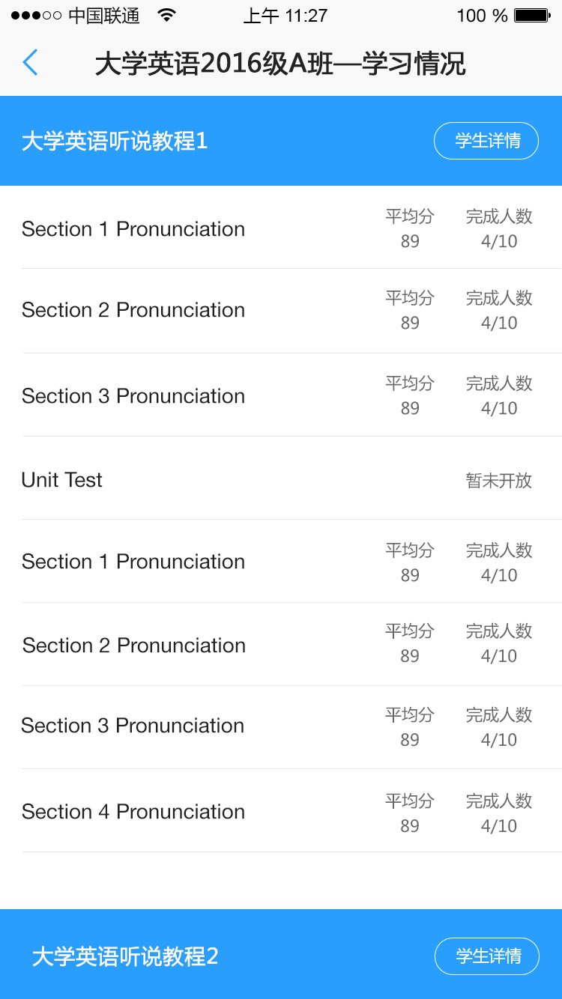 中国联通 上午 11:27 100 %
大学英语2016级A班—学习情况
大学英语听说教程1 学生详情
Section 1 Pronunciation 平均分 完成人数
89 4/10
Section 2 Pronunciation 平均分 完成人数
89 4/10
Section 3 Pronunciation 平均分 完成人数
89 4/10
Unit Test 暂未开放
Section 1 Pronunciation 平均分 完成人数
89 4/10
Section 2 Pronunciation 平均分 完成人数
89 4/10
Section 3 Pronunciation 平均分 完成人数
89 4/10
Section 4 Pronunciation 平均分 完成人数
89 4/10
大学英语听说教程2 学生详情